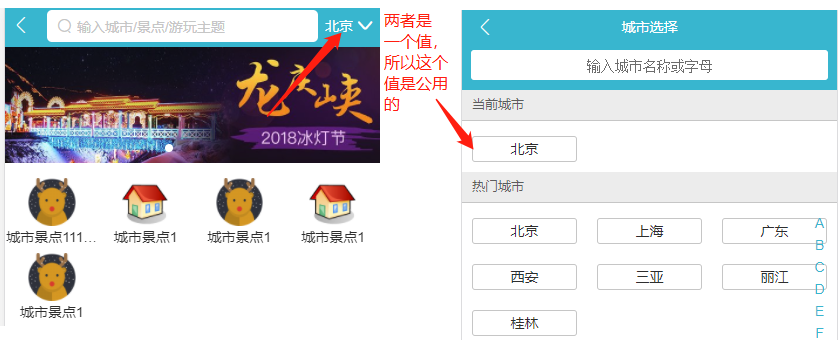 输入城市/景点/游玩主题
北京
龙庆峡
2018冰灯节
城市景点111...
城市景点1
城市景点1
城市景点1
城市景点1
两者是
一个值，
所以这个
值是公用
的
城市选择
输入城市名称或字母
当前城市
北京
热门城市
北京
上海
广东
西安
三亚
丽江
桂林
A
B
C
D
E
F